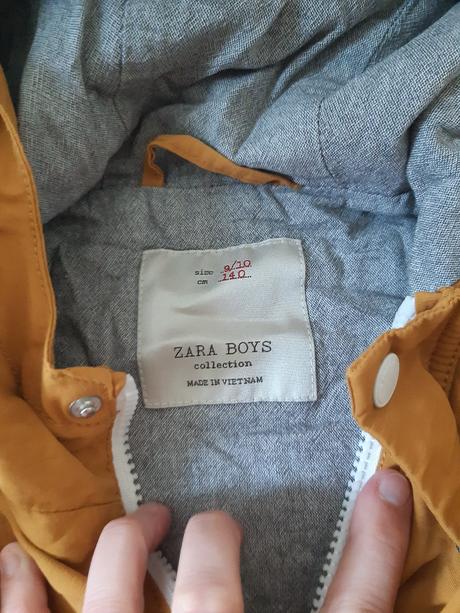 size 9/10
cm 140
ZARA BOYS
collection
MADE IN VIETNAM